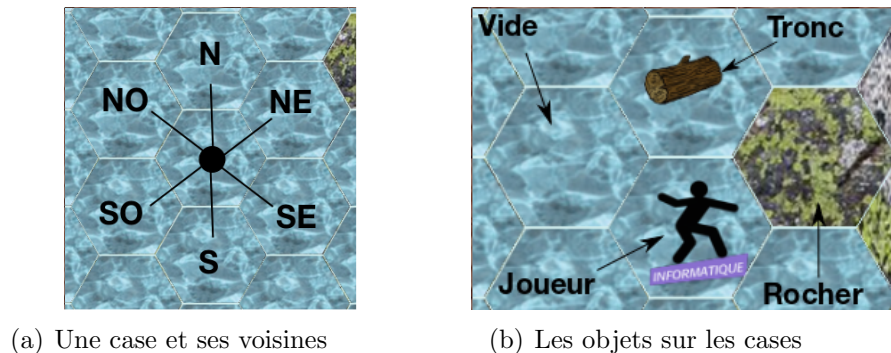 N
NO
NE
SO
SE
S
(a) Une case et ses voisines
Vide
Tronc
Joueur
INFORMATIQUE
Rocher
(b) Les objets sur les cases